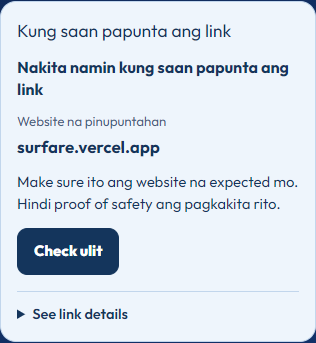 Kung saan papunta ang link
Nakita namin kung saan papunta ang
link
Website na pinupuntahan
surfare.vercel.app
Make sure ito ang website na expected mo.
Hindi proof of safety ang pagkakita rito.
Check ulit
See link details